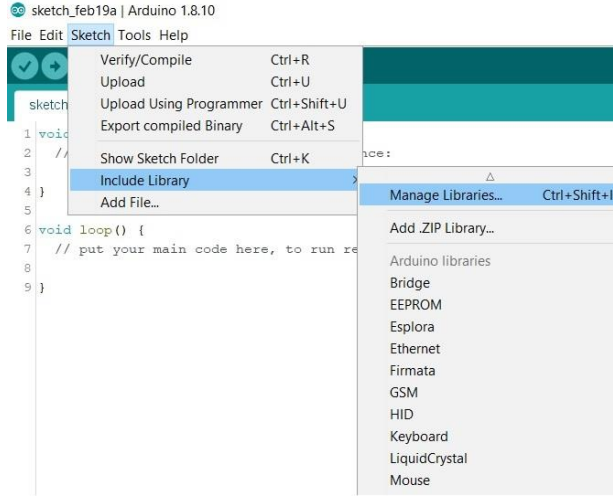 sketch_feb19a | Arduino 1.8.10
File Edit Sketch Tools Help
Verify/Compile Ctrl+R
Upload Ctrl+U
Upload Using Programmer Ctrl+Shift+U
Export compiled Binary Ctrl+Alt+S
Show Sketch Folder Ctrl+K
Include Library
Add File...
Manage Libraries... Ctrl+Shift+I
Add .ZIP Library...
Arduino libraries
Bridge
EEPROM
Esplora
Ethernet
Firmata
GSM
HID
Keyboard
LiquidCrystal
Mouse
sketch
1 void
2 // nce:
3
4 }
5
6 void loop() {
7 // put your main code here, to run re
8
9 }